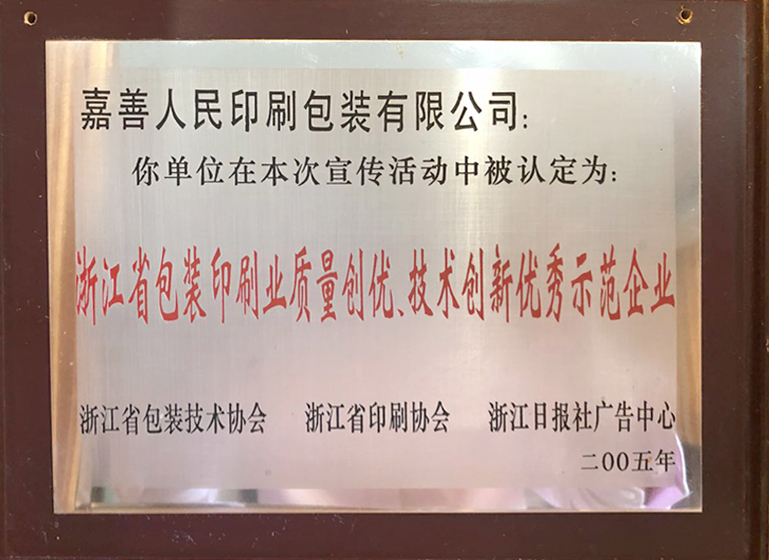 嘉善人民印刷包装有限公司:
你单位在本次宣传活动中被认定为:
浙江省包装印刷业质量创优、技术创新优秀示范企业
浙江省包装技术协会 浙江省印刷协会 浙江日报社广告中心
二00五年